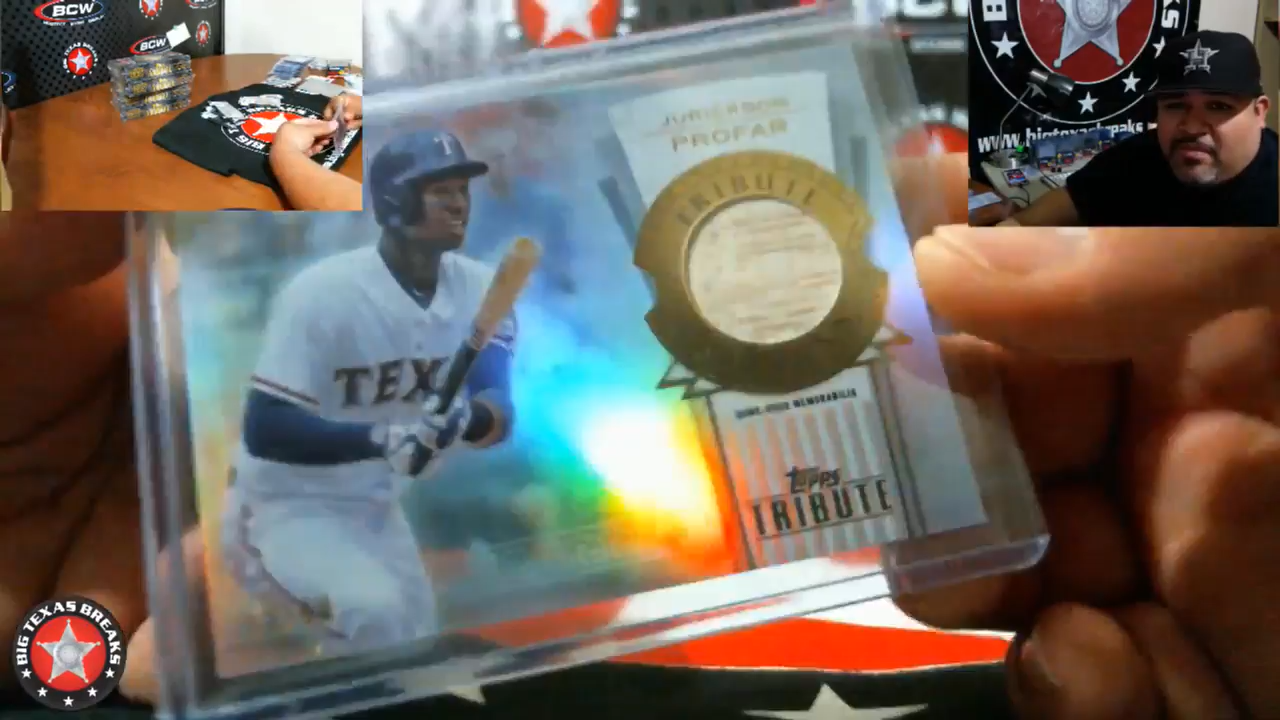 BCW
BCW
www.bigtexasbreaks
JURICKSON
PROFAR
TRIBUTE
T
TEX
GAME-USED MEMORABILIA
TOPPS
TRIBUTE
BIG TEXAS BREAKS